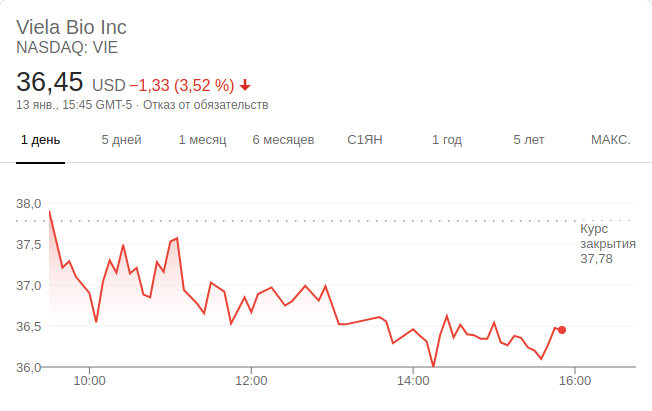 Viela Bio Inc
NASDAQ: VIE
36,45 USD −1,33 (3,52 %)
13 янв., 15:45 GMT-5 · Отказ от обязательств
1 день 5 дней 1 месяц 6 месяцев С1ЯН 1 год 5 лет МАКС.
38,0
37,5
37,0
36,5
36,0
Курс
закрытия
37,78
10:00 12:00 14:00 16:00